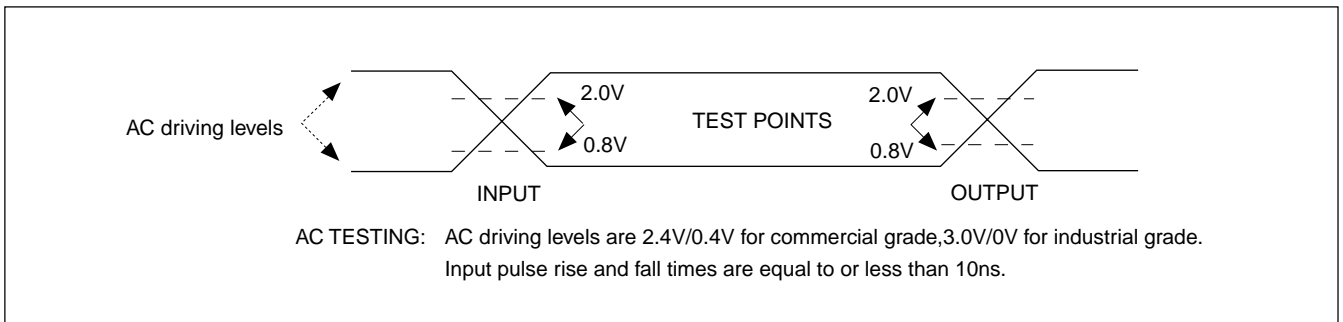 2.0V
2.0V
AC driving levels
TEST POINTS
0.8V
0.8V
INPUT
OUTPUT
AC TESTING: AC driving levels are 2.4V/0.4V for commercial grade,3.0V/0V for industrial grade.
Input pulse rise and fall times are equal to or less than 10ns.